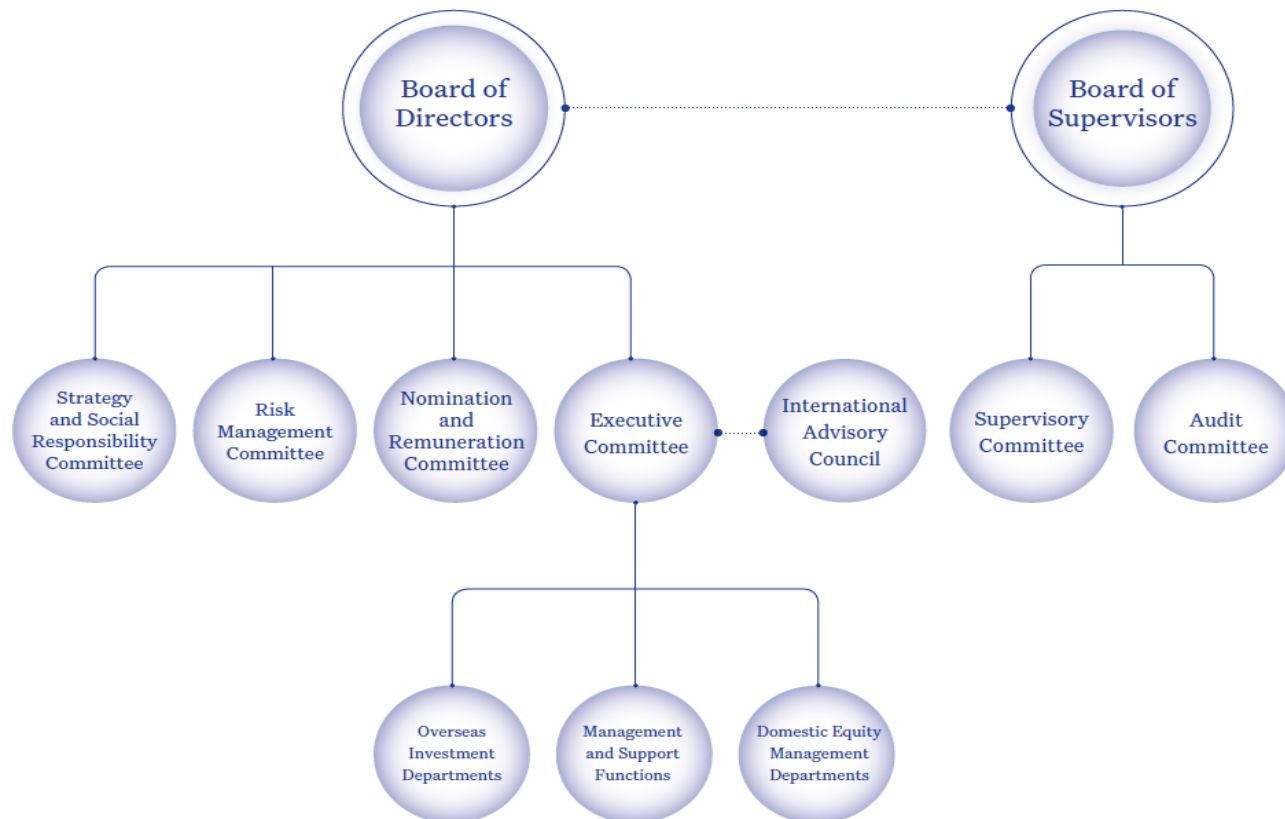 Board of
Directors
Board of
Supervisors
Strategy
and Social
Responsibility
Committee
Risk
Management
Committee
Nomination
and
Remuneration
Committee
Executive
Committee
International
Advisory
Council
Supervisory
Committee
Audit
Committee
Overseas
Investment
Departments
Management
and Support
Functions
Domestic Equity
Management
Departments